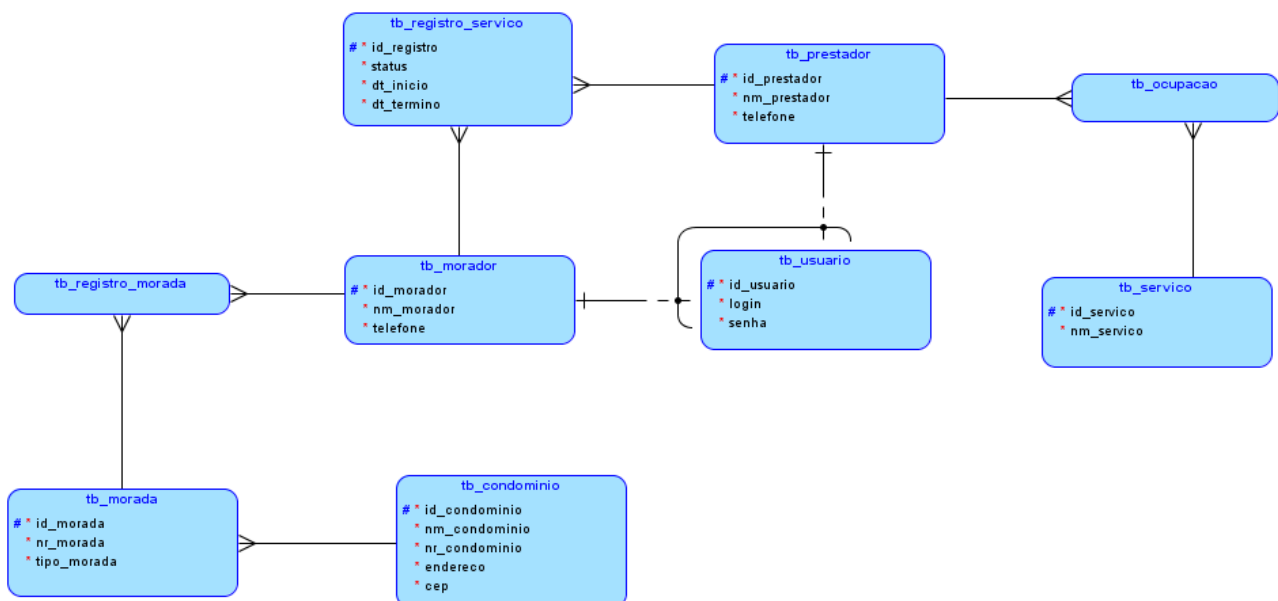 tb_registro_servico
# * id_registro
* status
* dt_inicio
* dt_termino
tb_prestador
# * id_prestador
* nm_prestador
* telefone
tb_ocupacao
tb_registro_morada
tb_morador
# * id_morador
* nm_morador
* telefone
tb_usuario
# * id_usuario
* login
* senha
tb_servico
# * id_servico
* nm_servico
tb_morada
# * id_morada
* nr_morada
* tipo_morada
tb_condominio
# * id_condominio
* nm_condominio
* nr_condominio
* endereco
* cep